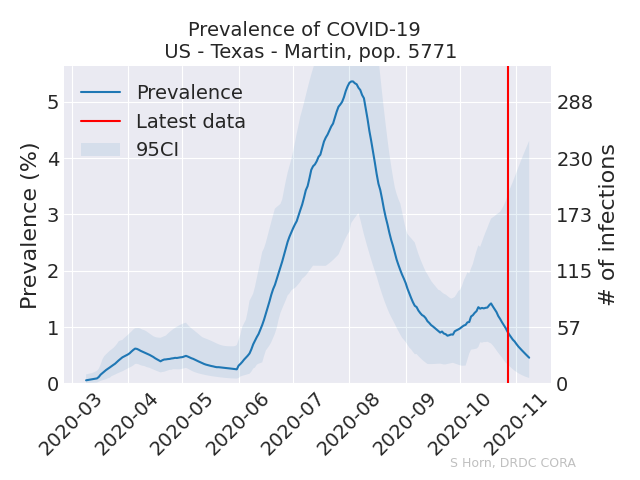 Prevalence of COVID-19
US - Texas - Martin, pop. 5771
Prevalence
Latest data
95CI
Prevalence (%)
5
4
3
2
1
0
288
230
173
115
57
0
# of infections
2020-03
2020-04
2020-05
2020-06
2020-07
2020-08
2020-09
2020-10
2020-11
S Horn, DRDC CORA